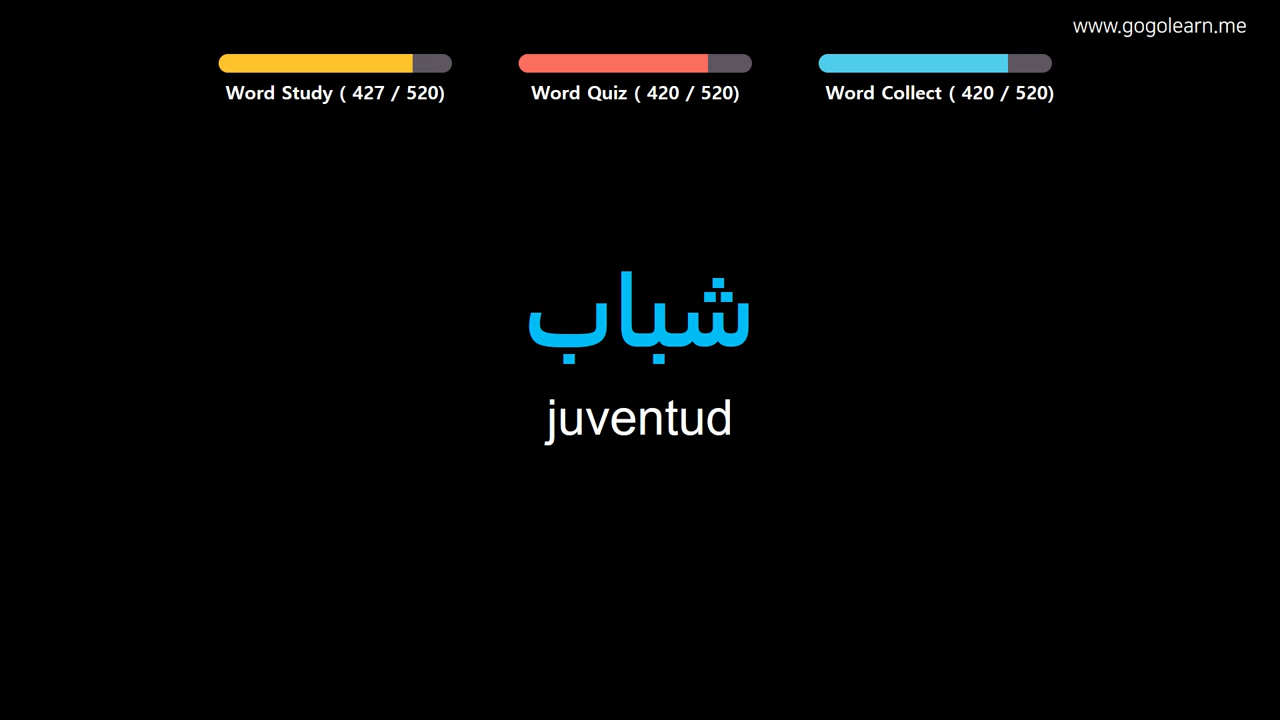 www.gogolearn.me
Word Study ( 427 / 520)
Word Quiz ( 420 / 520)
Word Collect ( 420 / 520)
شباب
juventud